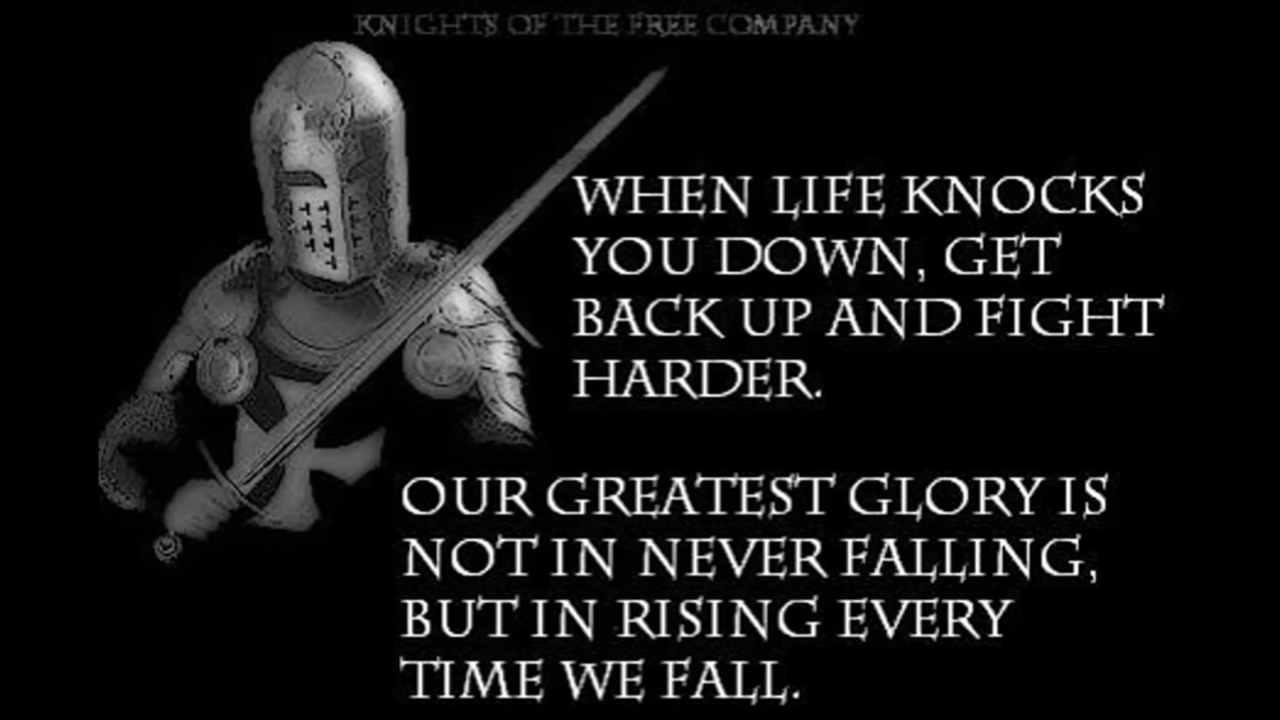 KNIGHTS OF THE FREE COMPANY
WHEN LIFE KNOCKS
YOU DOWN, GET
BACK UP AND FIGHT
HARDER.
OUR GREATEST GLORY IS
NOT IN NEVER FALLING,
BUT IN RISING EVERY
TIME WE FALL.